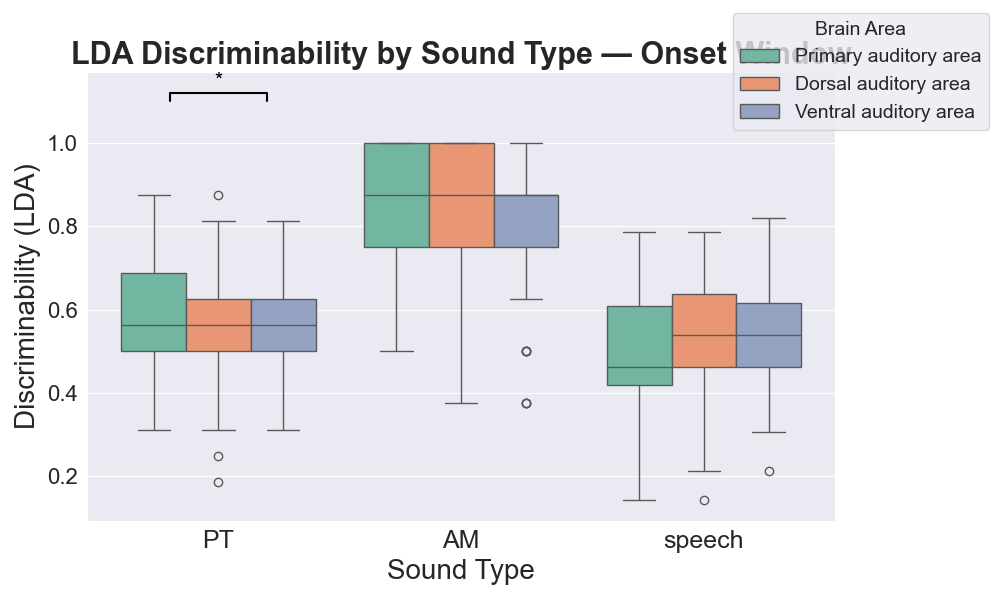 LDA Discriminability by Sound Type — Onset Window
Brain Area
Primary auditory area
Dorsal auditory area
Ventral auditory area
*
1.0
0.8
0.6
0.4
0.2
Discriminability (LDA)
PT
AM
speech
Sound Type